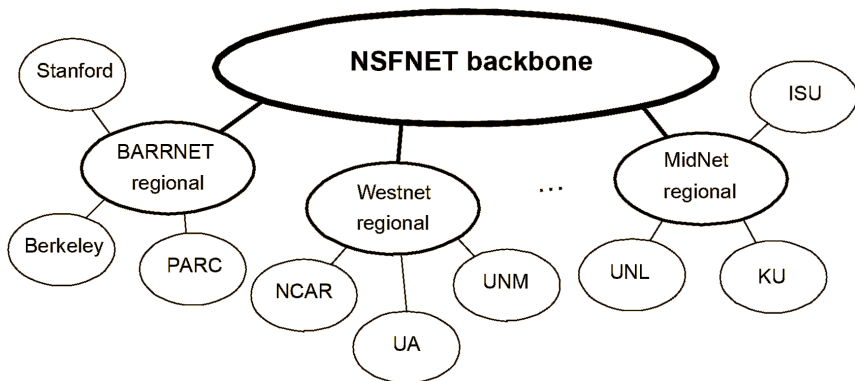 NSFNET backbone
Stanford
ISU
BARRNET
regional
MidNet
regional
Westnet
regional
...
Berkeley
PARC
NCAR
UNM
UNL
KU
UA